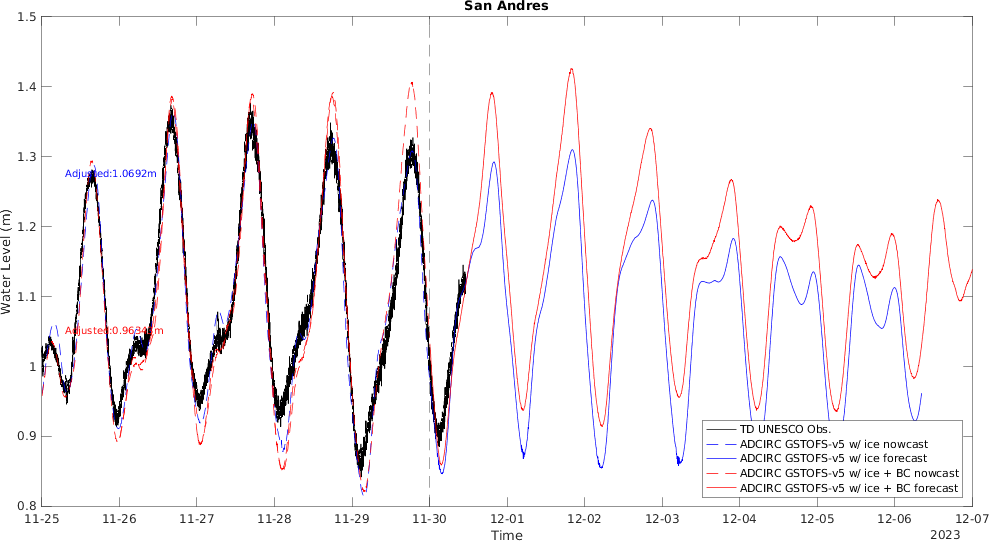 San Andres
1.5
1.4
1.3
1.2
1.1
1
0.9
0.8
Water Level (m)
Adjusted:1.0692m
11-25
11-26
11-27
11-28
11-29
11-30
12-01
12-02
12-03
12-04
12-05
12-06
12-07
Time
2023
TD UNESCO Obs.
ADCIRC GSTOFS-v5 w/ ice nowcast
ADCIRC GSTOFS-v5 w/ ice forecast
ADCIRC GSTOFS-v5 w/ ice + BC nowcast
ADCIRC GSTOFS-v5 w/ ice + BC forecast